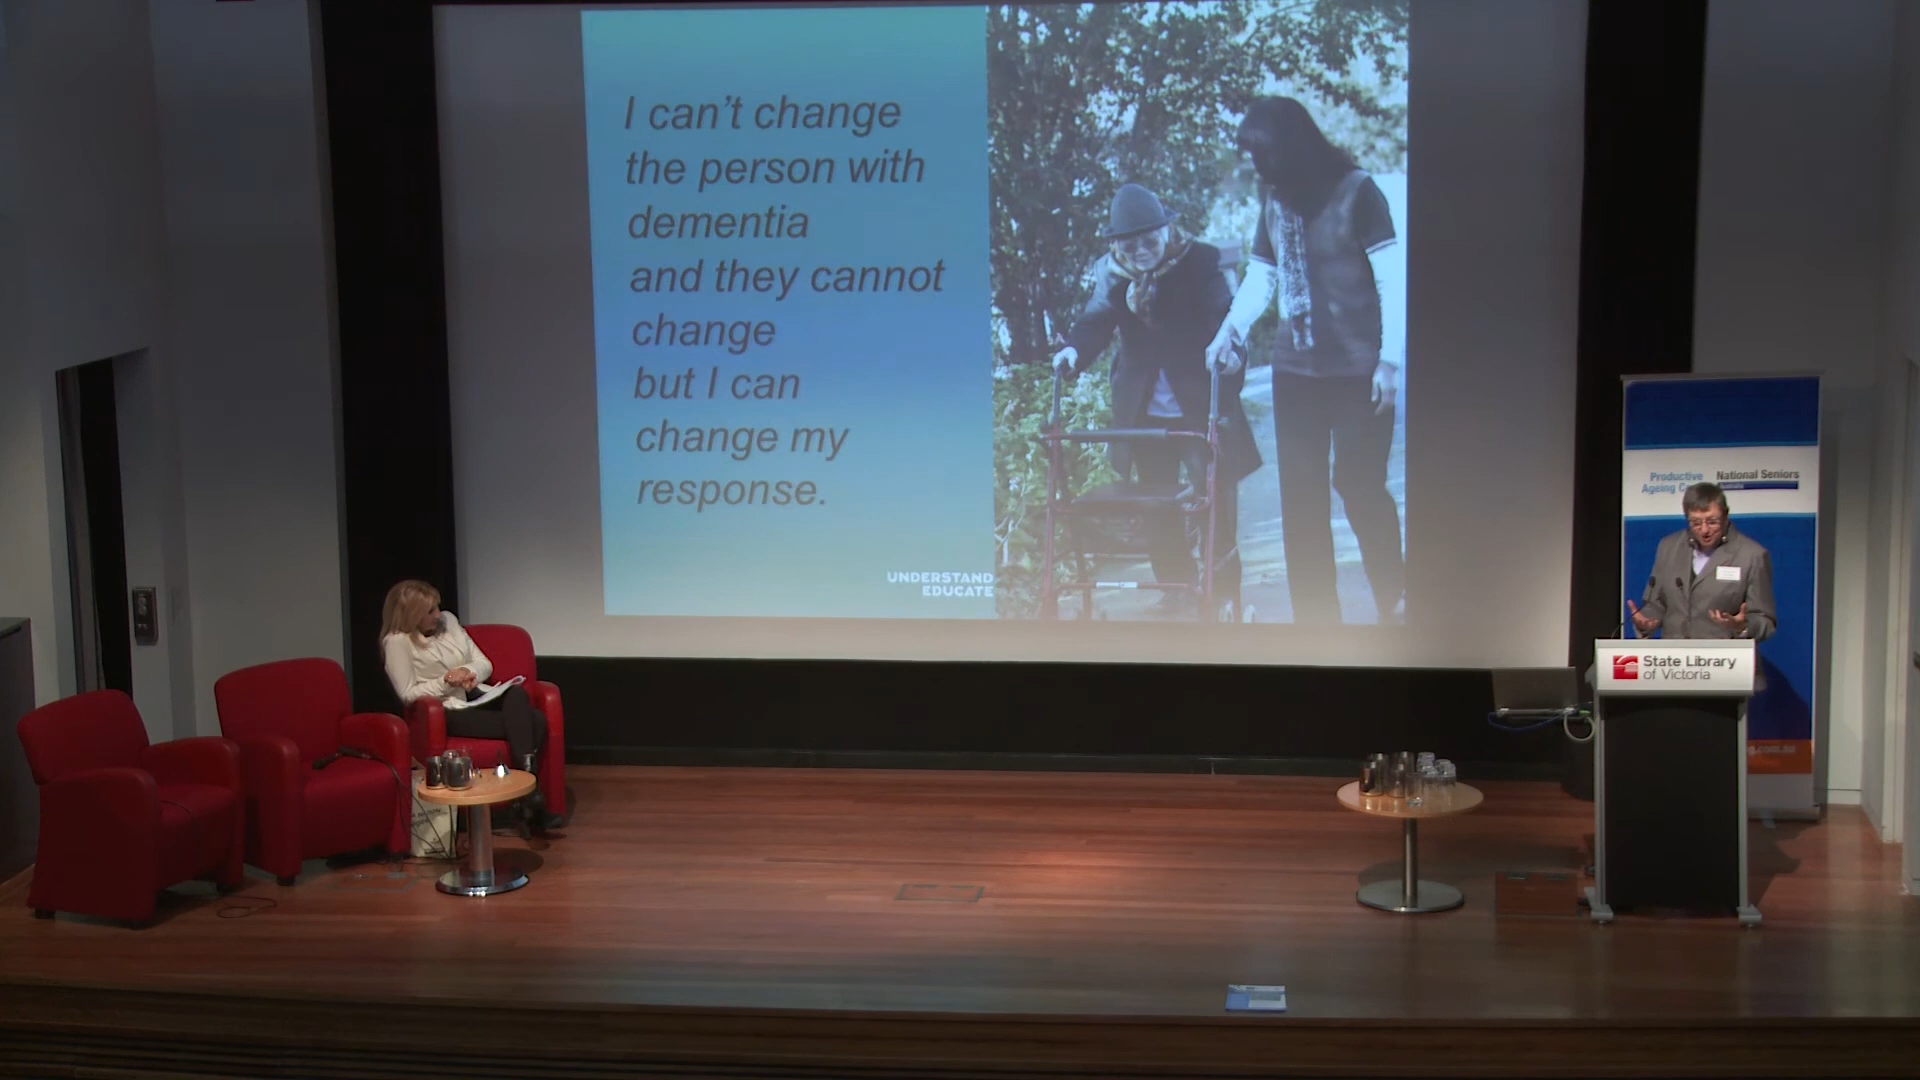 I can't change
the person with
dementia
and they cannot
change
but I can
change my
response.
UNDERSTAND
EDUCATE
Productive
Ageing
National Seniors
Australia
State Library
of Victoria